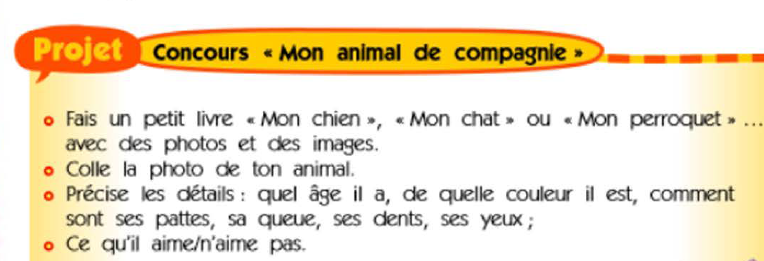 Projet Concours « Mon animal de compagnie »
Fais un petit livre « Mon chien », « Mon chat » ou « Mon perroquet » ...
avec des photos et des images.
Colle la photo de ton animal.
Précise les détails : quel âge il a, de quelle couleur il est, comment
sont ses pattes, sa queue, ses dents, ses yeux ;
Ce qu'il aime/n'aime pas.